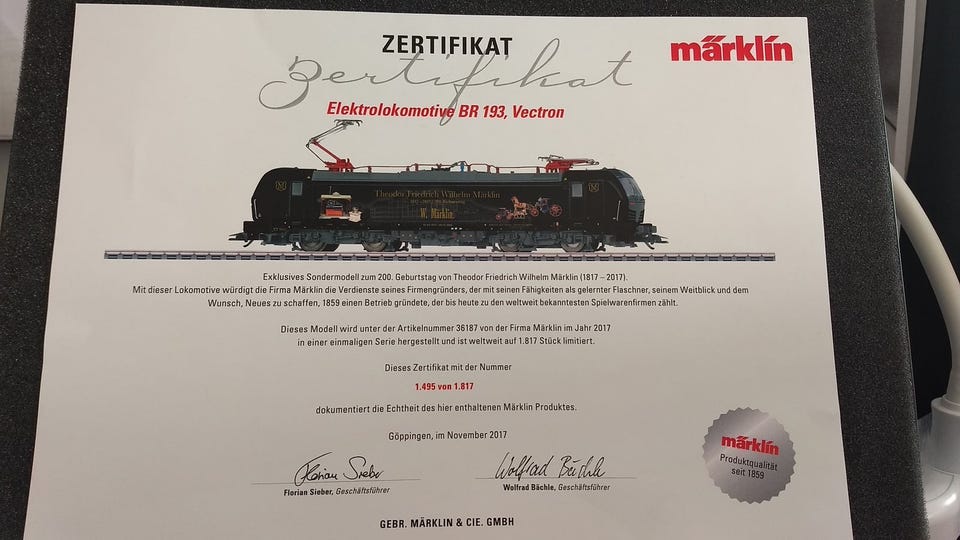 ZERTIFIKAT
Zertifikat
märklin
Elektrolokomotive BR 193, Vectron
Theodor Friedrich Wilhelm Märklin
W. Märklin
Exklusives Sondermodell zum 200. Geburtstag von Theodor Friedrich Wilhelm Märklin (1817 – 2017).
Mit dieser Lokomotive würdigt die Firma Märklin die Verdienste seines Firmengründers, der mit seinen Fähigkeiten als gelernter Flaschner, seinem Weitblick und dem
Wunsch, Neues zu schaffen, 1859 einen Betrieb gründete, der bis heute zu den weltweit bekanntesten Spielwarenfirmen zählt.
Dieses Modell wird unter der Artikelnummer 36187 von der Firma Märklin im Jahr 2017
in einer einmaligen Serie hergestellt und ist weltweit auf 1.817 Stück limitiert.
Dieses Zertifikat mit der Nummer
1.495 von 1.817
dokumentiert die Echtheit des hier enthaltenen Märklin Produktes.
Göppingen, im November 2017
Florian Sieber
Wolfrad Bächle
Florian Sieber, Geschäftsführer
Wolfrad Bächle, Geschäftsführer
märklin
Produktqualität
seit 1859
GEBR. MÄRKLIN & CIE. GMBH